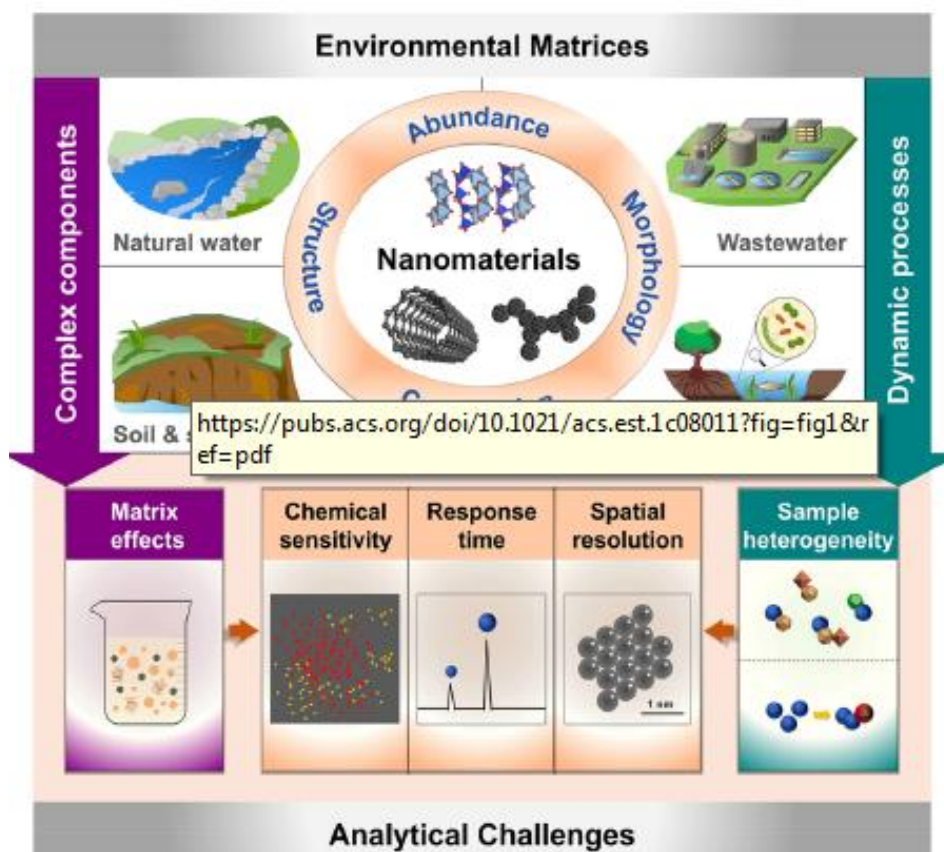 Environmental Matrices
Complex components
Dynamic processes
Natural water
Wastewater
Abundance
Structure
Morphology
Nanomaterials
Soil &
https://pubs.acs.org/doi/10.1021/acs.est.1c08011?fig=fig1&r
ef=pdf
Matrix
effects
Chemical
sensitivity
Response
time
Spatial
resolution
1 nm
Sample
heterogeneity
Analytical Challenges